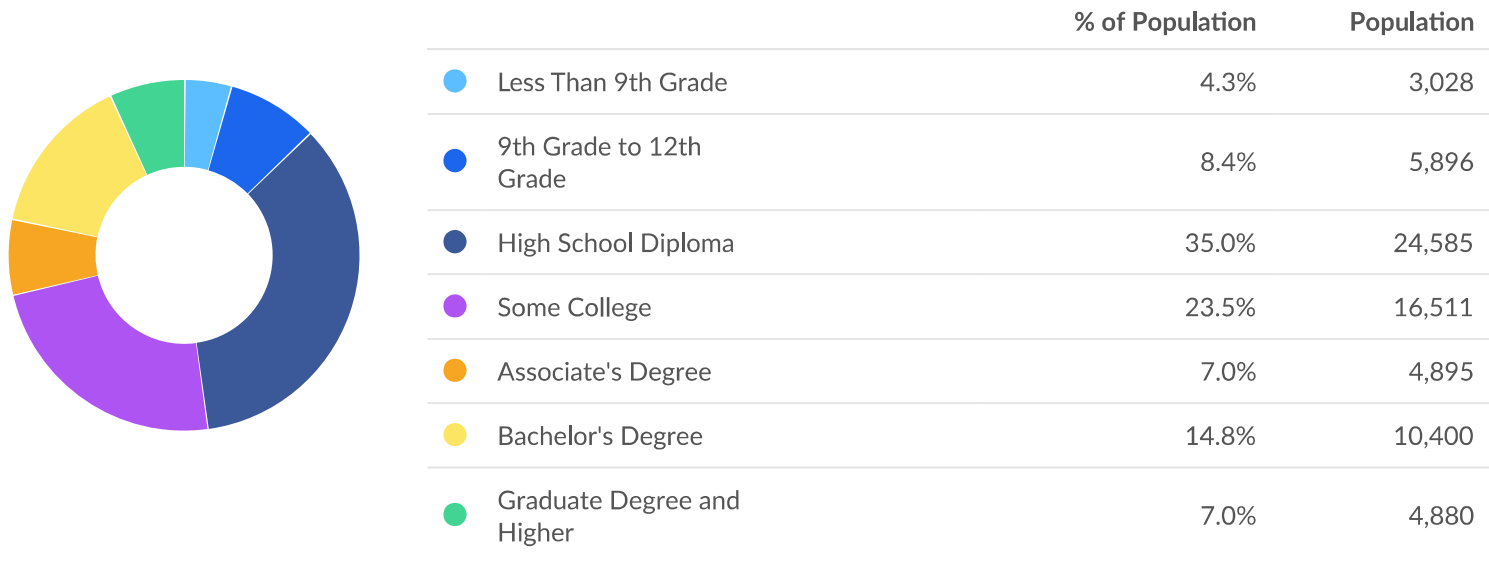 % of Population Population
Less Than 9th Grade 4.3% 3,028
9th Grade to 12th
Grade 8.4% 5,896
High School Diploma 35.0% 24,585
Some College 23.5% 16,511
Associate's Degree 7.0% 4,895
Bachelor's Degree 14.8% 10,400
Graduate Degree and
Higher 7.0% 4,880